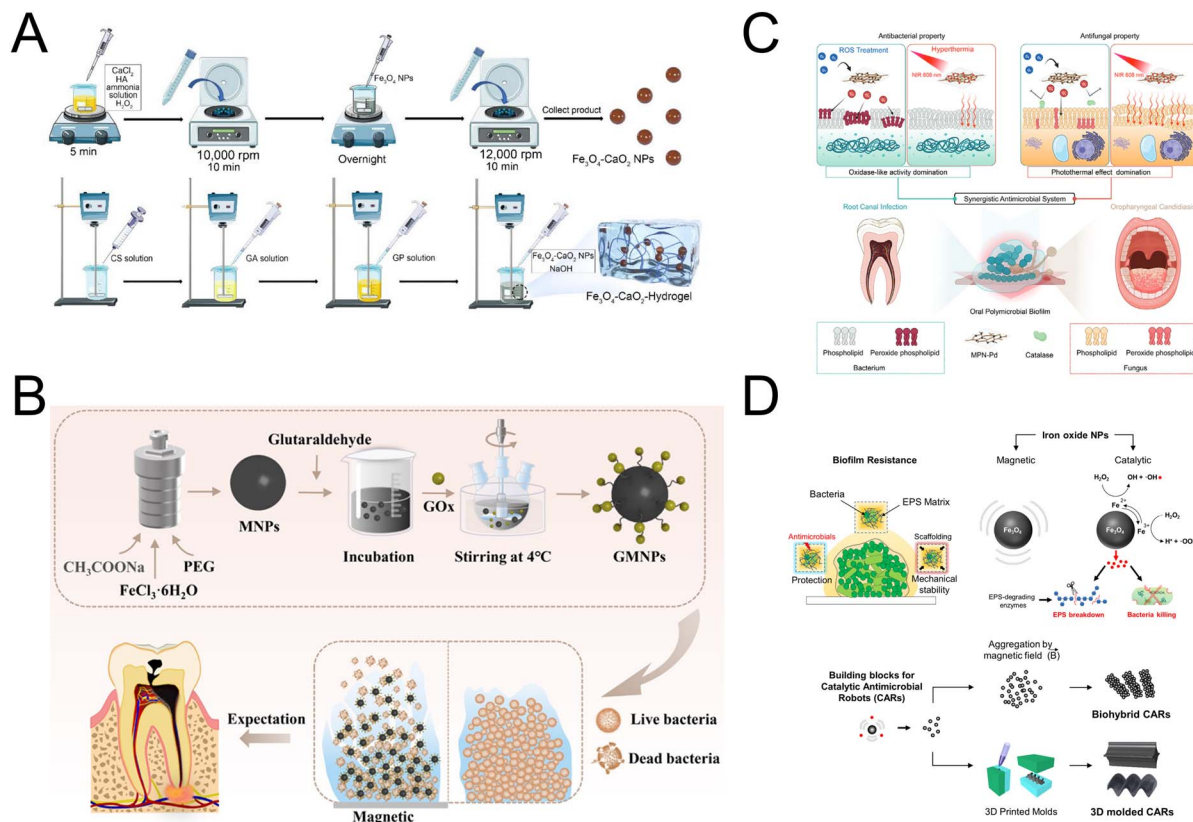 A
CaCl₂
HA
ammonia
solution
H₂O₂
5 min
10,000 rpm
10 min
Fe₃O₄ NPs
Overnight
12,000 rpm
10 min
Collect product
Fe₃O₄-CaO₂ NPs
CS solution
GA solution
GP solution
Fe₃O₄-CaO₂ NPs
NaOH
Fe₃O₄-CaO₂-Hydrogel
B
Glutaraldehyde
MNPs
GOx
Incubation
Stirring at 4℃
GMNPs
CH₃COONa
PEG
FeCl₃·6H₂O
Expectation
Live bacteria
Dead bacteria
Magnetic
C
Antibacterial property
Antifungal property
ROS Treatment
Hyperthermia
NIR 808 nm
ROS Treatment
Hyperthermia
NIR 808 nm
Oxidase-like activity domination
Photothermal effect domination
Synergistic Antimicrobial System
Root Canal Infection
Oropharyngeal Candidiasis
Oral Polymicrobial Biofilm
Phospholipid
Peroxide phospholipid
Bacterium
MPN-Pd
Catalase
Phospholipid
Peroxide phospholipid
Fungus
D
Iron oxide NPs
Biofilm Resistance
Magnetic
Catalytic
Bacteria
EPS Matrix
H₂O₂
OH + ·OH
Fe 2+
Fe₃O₄
Fe₃O₄
Fe 3+
H₂O₂
H⁺ + ·OO
Antimicrobials
Protection
Scaffolding
Mechanical
stability
EPS-degrading
enzymes
EPS breakdown
Bacteria killing
Aggregation by
magnetic field (B)
Building blocks for
Catalytic Antimicrobial
Robots (CARs)
Biohybrid CARs
3D Printed Molds
3D molded CARs